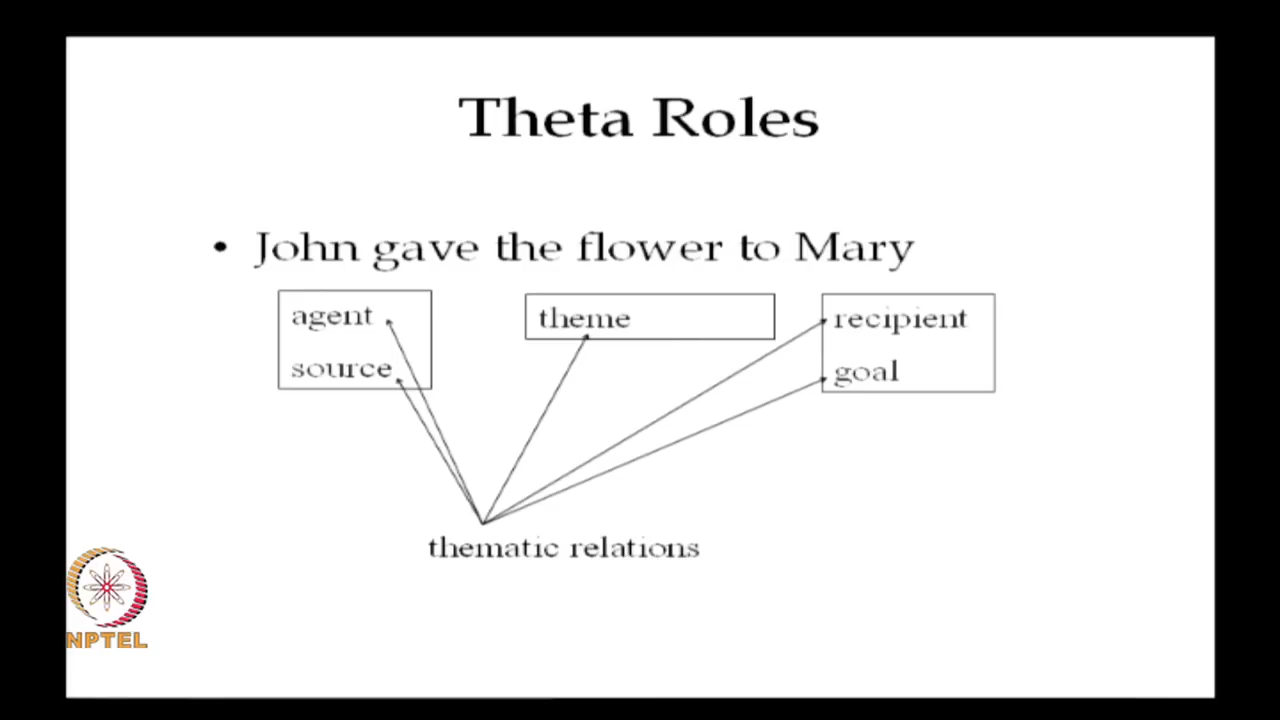 Theta Roles
• John gave the flower to Mary
agent theme recipient
source goal
thematic relations
NPTEL